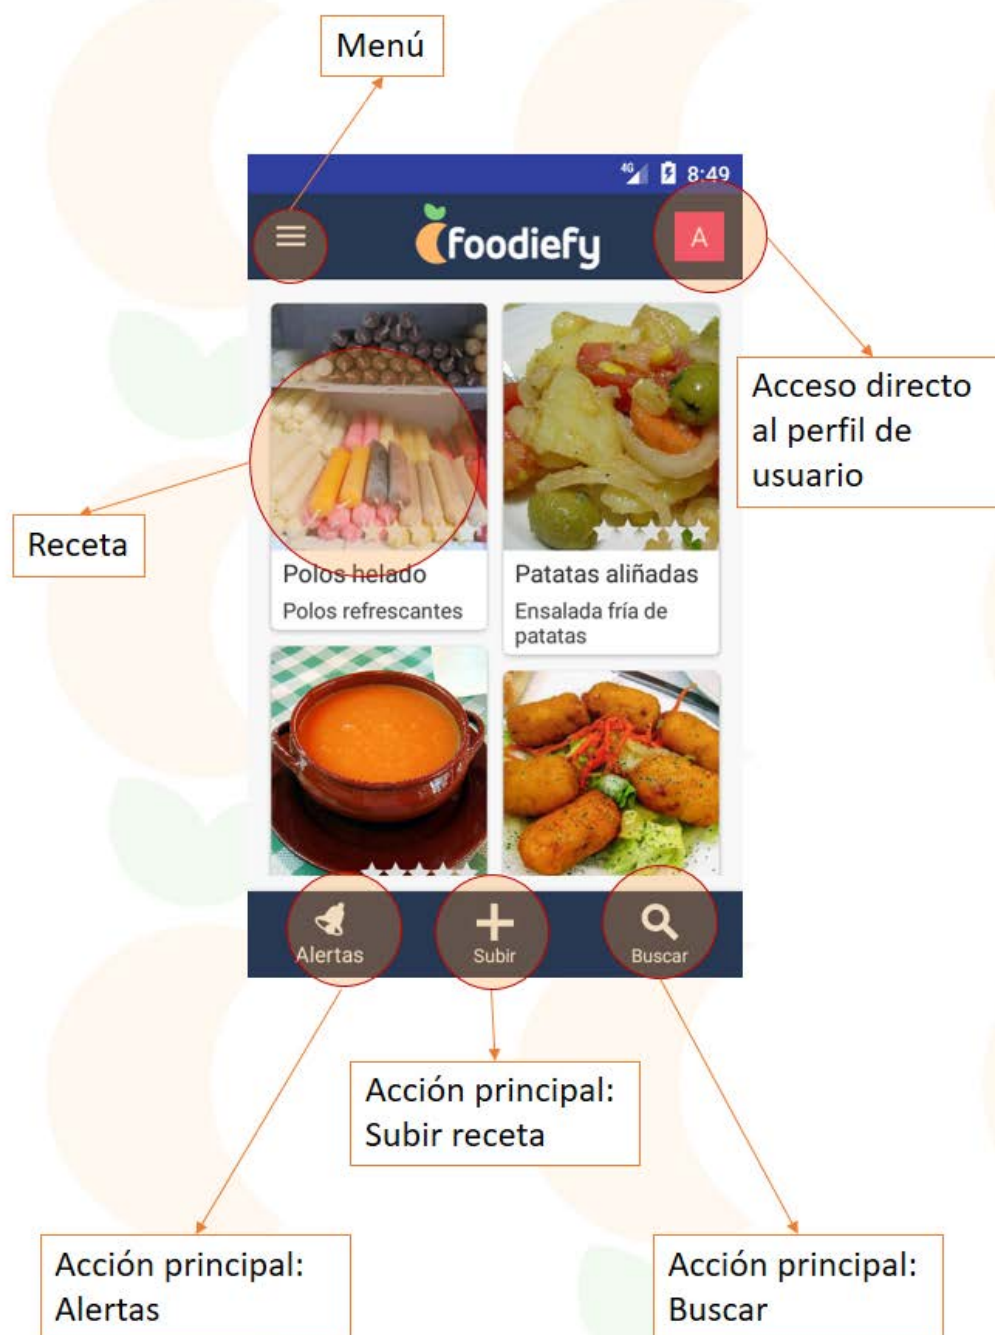 Menú
4G 8:49
foodiefy
A
Acceso directo
al perfil de
usuario
Receta
Polos helado
Polos refrescantes
Patatas aliñadas
Ensalada fría de
patatas
Alertas
Subir
Buscar
Acción principal:
Subir receta
Acción principal:
Alertas
Acción principal:
Buscar